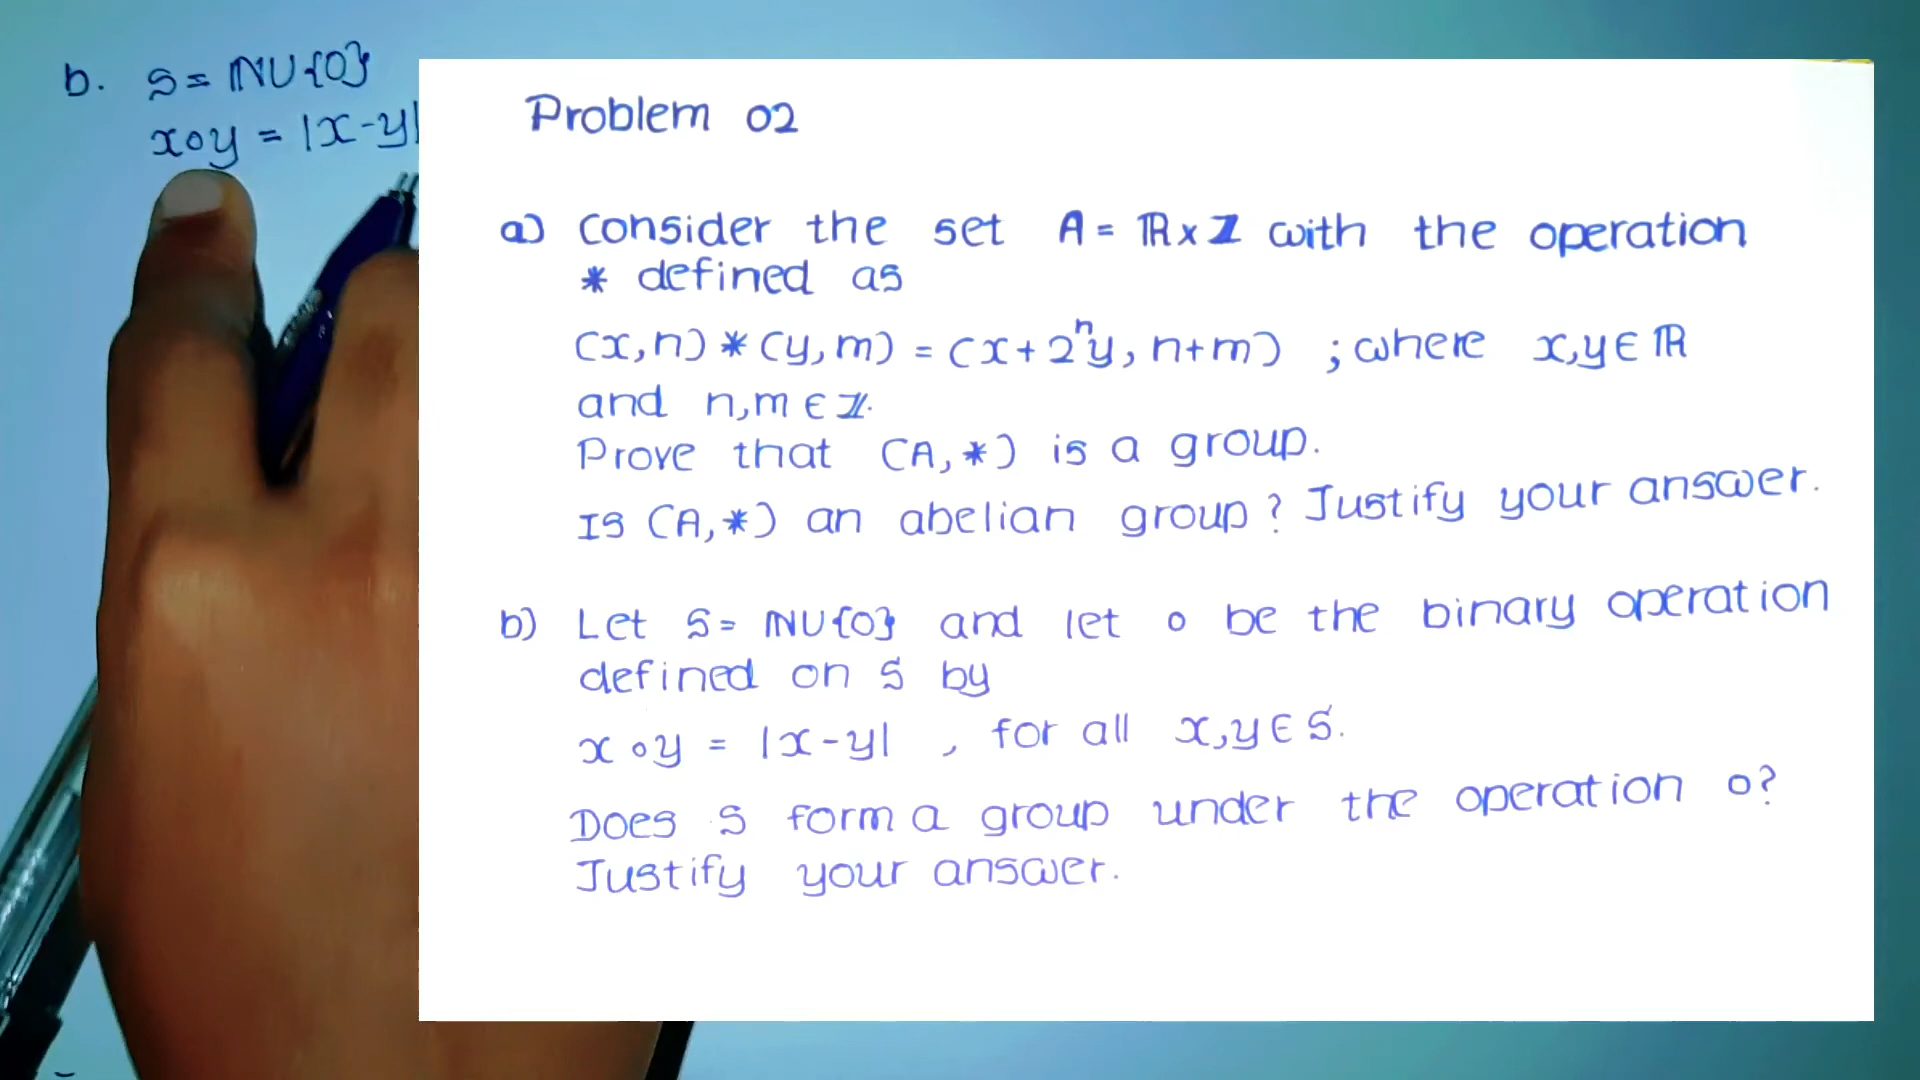 b. S = ℕU{0}
x∘y = |x-y|
Problem 02
a) Consider the set A = ℝ x ℤ with the operation
* defined as
(x,n) * (y,m) = (x+2ⁿy, n+m) ; where x,y ∈ ℝ
and n,m ∈ ℤ.
Prove that (A,*) is a group.
Is (A,*) an abelian group? Justify your answer.
b) Let S = ℕU{0} and let ∘ be the binary operation
defined on S by
x ∘ y = |x-y| , for all x,y ∈ S.
Does S form a group under the operation ∘?
Justify your answer.